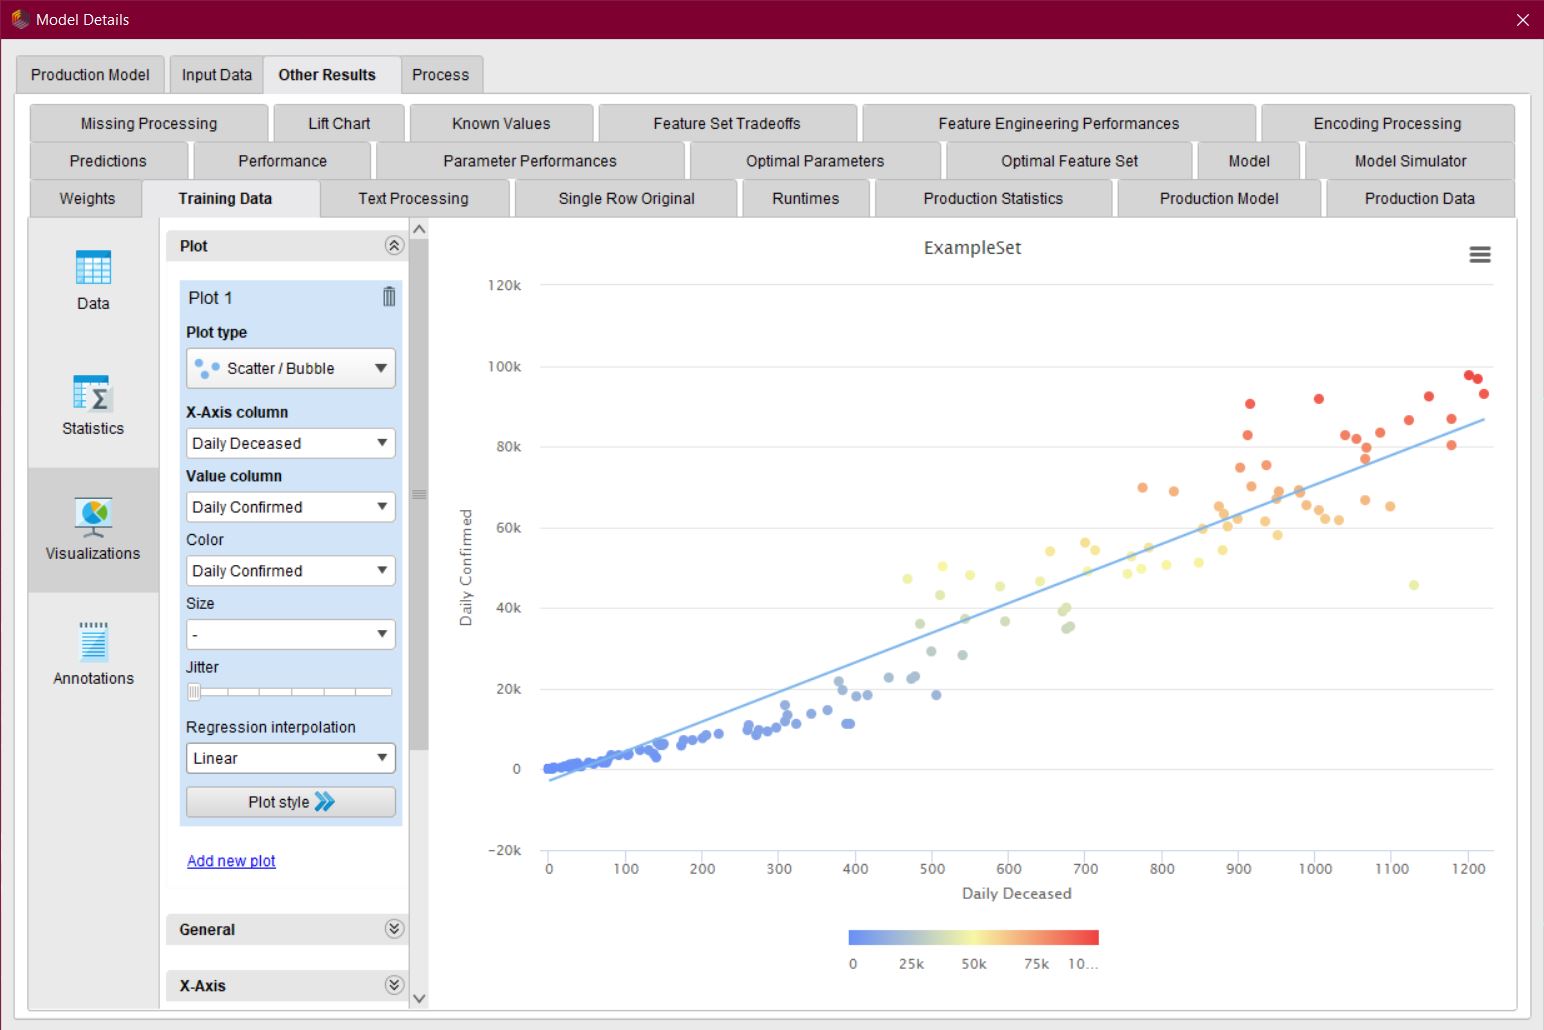 Model Details
Production Model Input Data Other Results Process
Missing Processing Lift Chart Known Values Feature Set Tradeoffs Feature Engineering Performances Encoding Processing
Predictions Performance Parameter Performances Optimal Parameters Optimal Feature Set Model Model Simulator
Weights Training Data Text Processing Single Row Original Runtimes Production Statistics Production Model Production Data
Data
Statistics
Visualizations
Annotations
Plot
Plot 1
Plot type
Scatter / Bubble
X-Axis column
Daily Deceased
Value column
Daily Confirmed
Color
Daily Confirmed
Size
-
Jitter
Regression interpolation
Linear
Plot style
Add new plot
General
X-Axis
ExampleSet
120k
100k
80k
60k
40k
20k
0
-20k
Daily Confirmed
0 100 200 300 400 500 600 700 800 900 1000 1100 1200
Daily Deceased
0 25k 50k 75k 10...